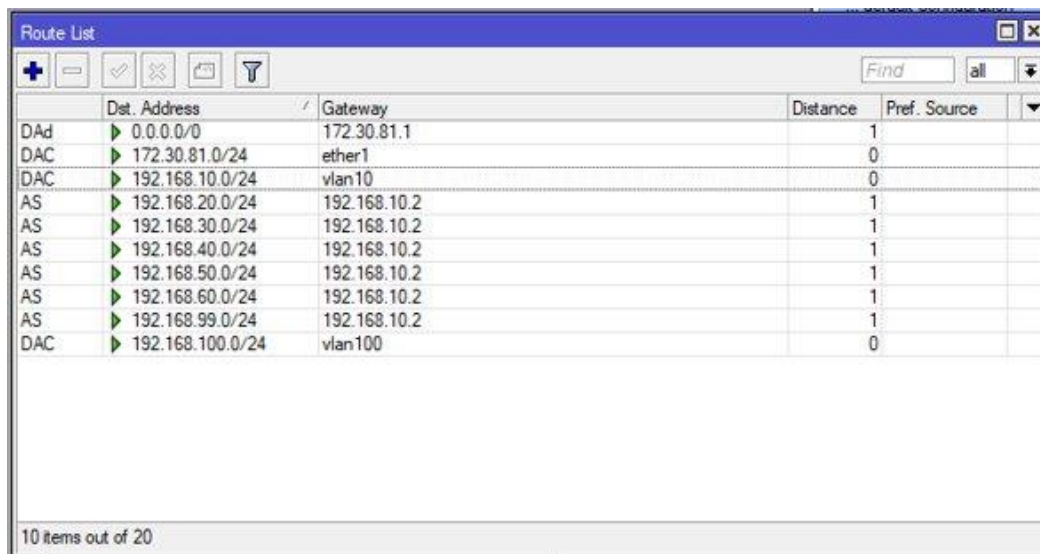 ... default configuration ...
Route List
Find all
Dst. Address / Gateway Distance Pref. Source
DAd 0.0.0.0/0 172.30.81.1 1
DAC 172.30.81.0/24 ether1 0
DAC 192.168.10.0/24 vlan10 0
AS 192.168.20.0/24 192.168.10.2 1
AS 192.168.30.0/24 192.168.10.2 1
AS 192.168.40.0/24 192.168.10.2 1
AS 192.168.50.0/24 192.168.10.2 1
AS 192.168.60.0/24 192.168.10.2 1
AS 192.168.99.0/24 192.168.10.2 1
DAC 192.168.100.0/24 vlan100 0
10 items out of 20